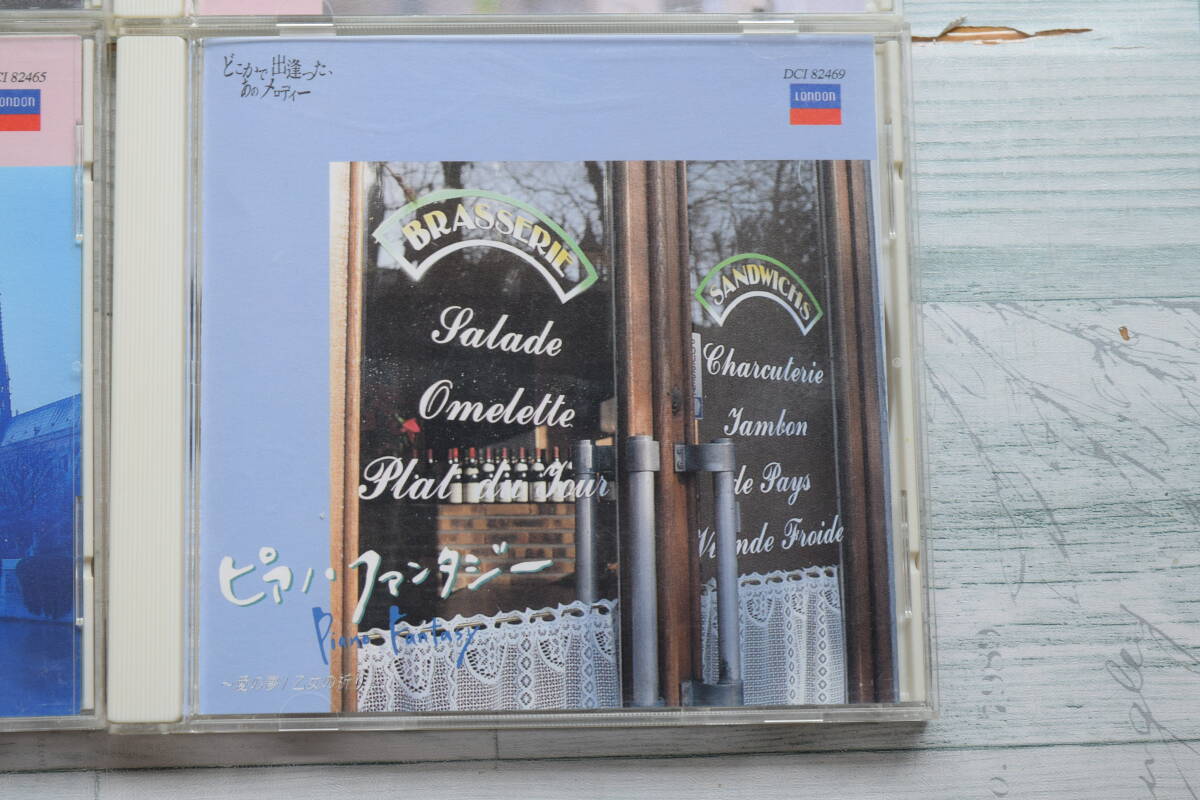 CI 82465
LONDON
どこかで出逢った、
あのメロディー
DCI 82469
LONDON
BRASSERIE
Salade
Omelette
Plat du Jour
SANDWICHS
Charcuterie
Jambon
de Pays
Viande Froide
ピアノ・ファンタジー
Piano Fantasy
～愛の夢/乙女の祈り